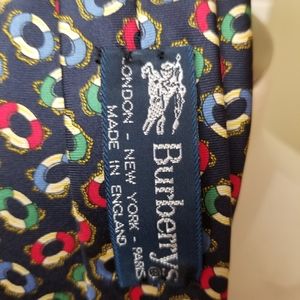 Burberrys®
LONDON - NEW YORK - PARIS
MADE IN ENGLAND